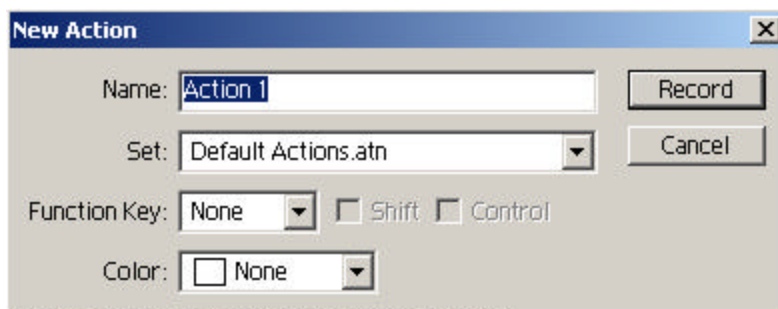 New Action
Name: Action 1 Record
Set: Default Actions.atn Cancel
Function Key: None Shift Control
Color: None